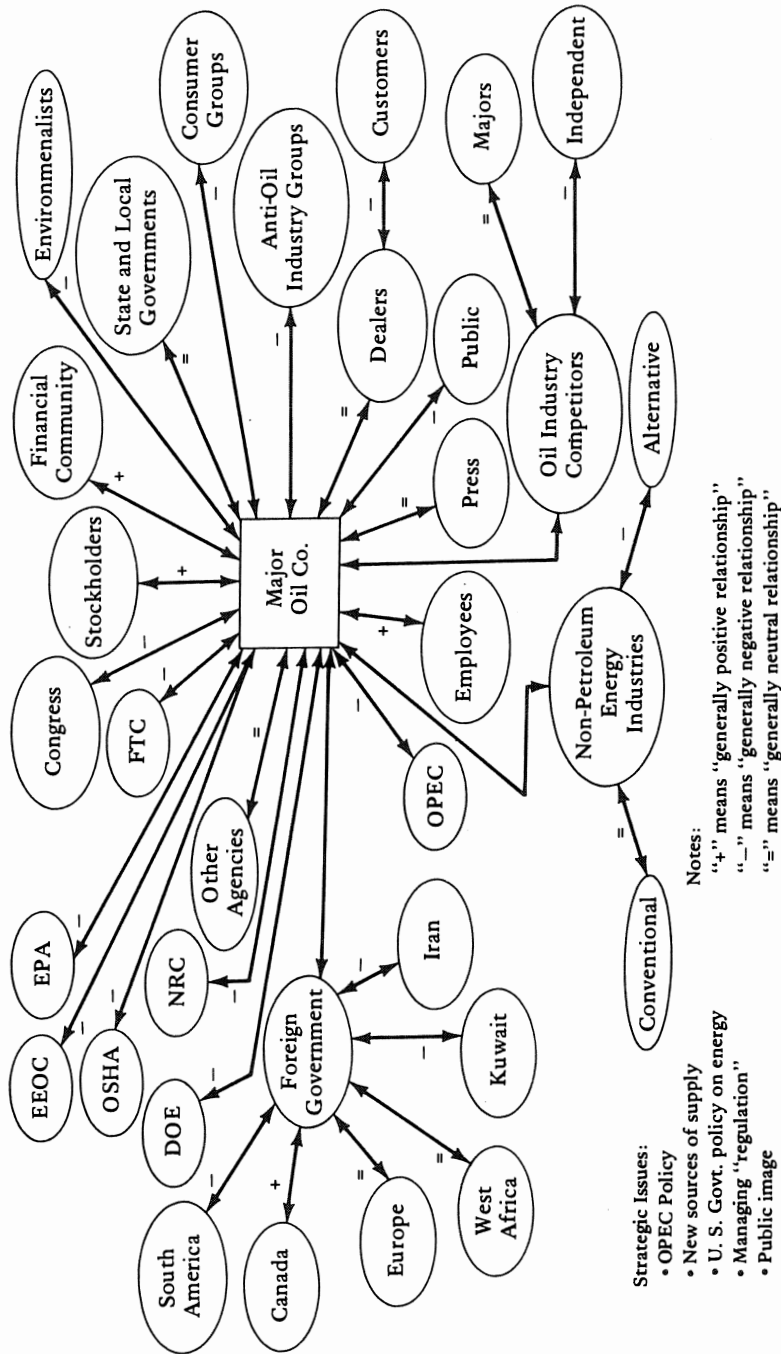 Environmenalists
State and Local
Governments
Consumer
Groups
Anti-Oil
Industry Groups
Customers
Dealers
Public
Majors
Independent
Oil Industry
Competitors
Alternative
Financial
Community
Stockholders
Congress
FTC
Major
Oil Co.
Press
Employees
Non-Petroleum
Energy
Industries
Conventional
EPA
EEOC
OSHA
NRC
DOE
Other
Agencies
OPEC
Foreign
Government
South
America
Canada
Europe
West
Africa
Kuwait
Iran
− = − − = − − = − = − + + − − − − − − − = − + = − − + = = − − =
Strategic Issues:
• OPEC Policy
• New sources of supply
• U. S. Govt. policy on energy
• Managing “regulation”
• Public image
Notes:
“+” means “generally positive relationship”
“−” means “generally negative relationship”
“=” means “generally neutral relationship”